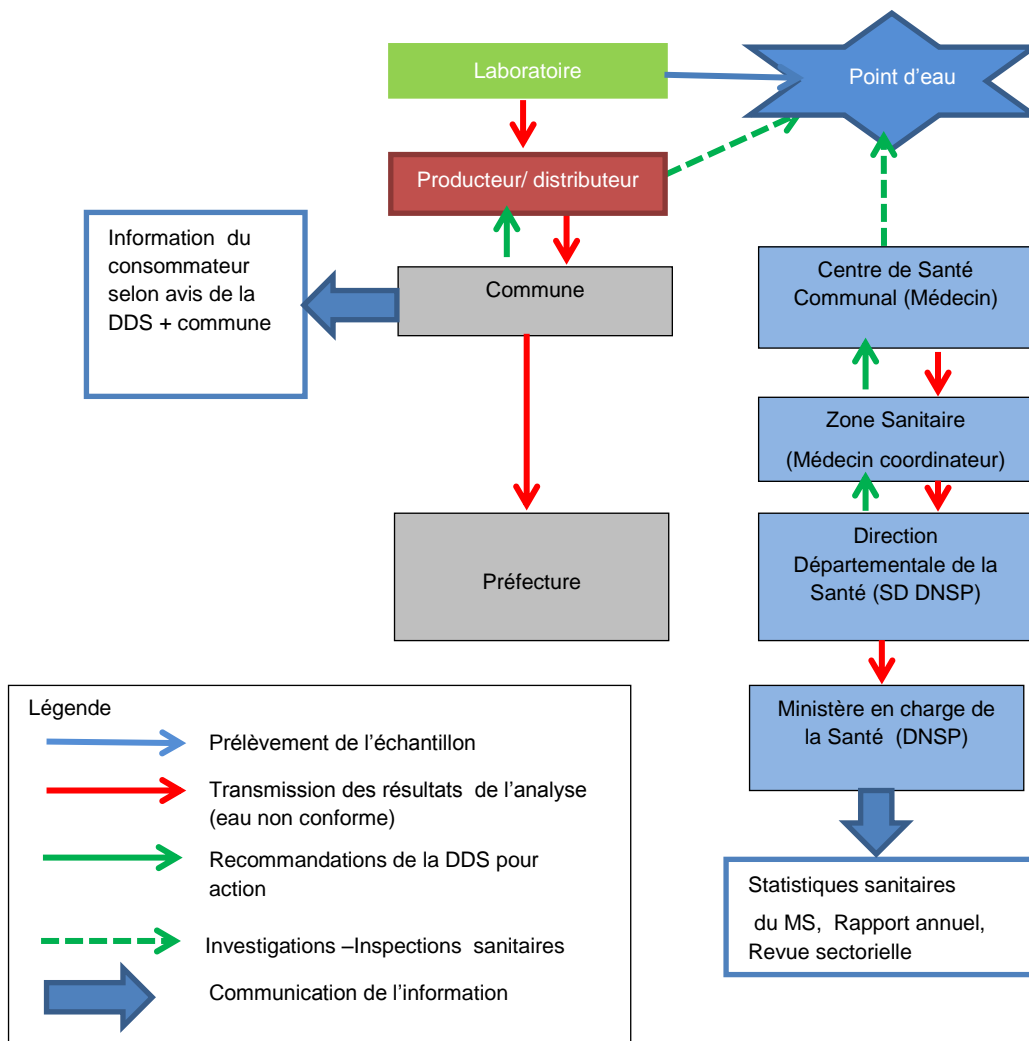 Laboratoire
Point d’eau
Producteur/ distributeur
Information du
consommateur
selon avis de la
DDS + commune
Commune
Centre de Santé
Communal (Médecin)
Zone Sanitaire
(Médecin coordinateur)
Direction
Départementale de la
Santé (SD DNSP)
Préfecture
Ministère en charge de
la Santé (DNSP)
Statistiques sanitaires
du MS, Rapport annuel,
Revue sectorielle
Légende
Prélèvement de l’échantillon
Transmission des résultats de l’analyse
(eau non conforme)
Recommandations de la DDS pour
action
Investigations –Inspections sanitaires
Communication de l’information